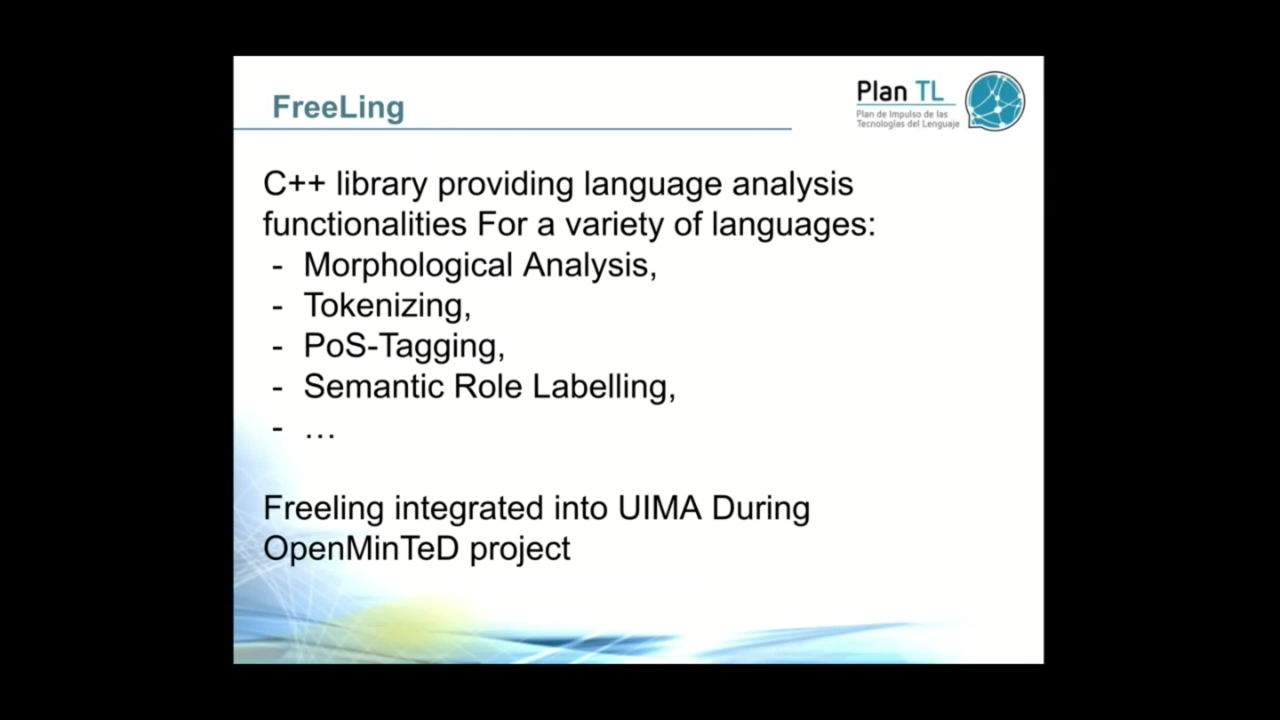 FreeLing
Plan TL
Plan de Impulso de las
Tecnologías del Lenguaje
C++ library providing language analysis
functionalities For a variety of languages:
- Morphological Analysis,
- Tokenizing,
- PoS-Tagging,
- Semantic Role Labelling,
- …
Freeling integrated into UIMA During
OpenMinTeD project